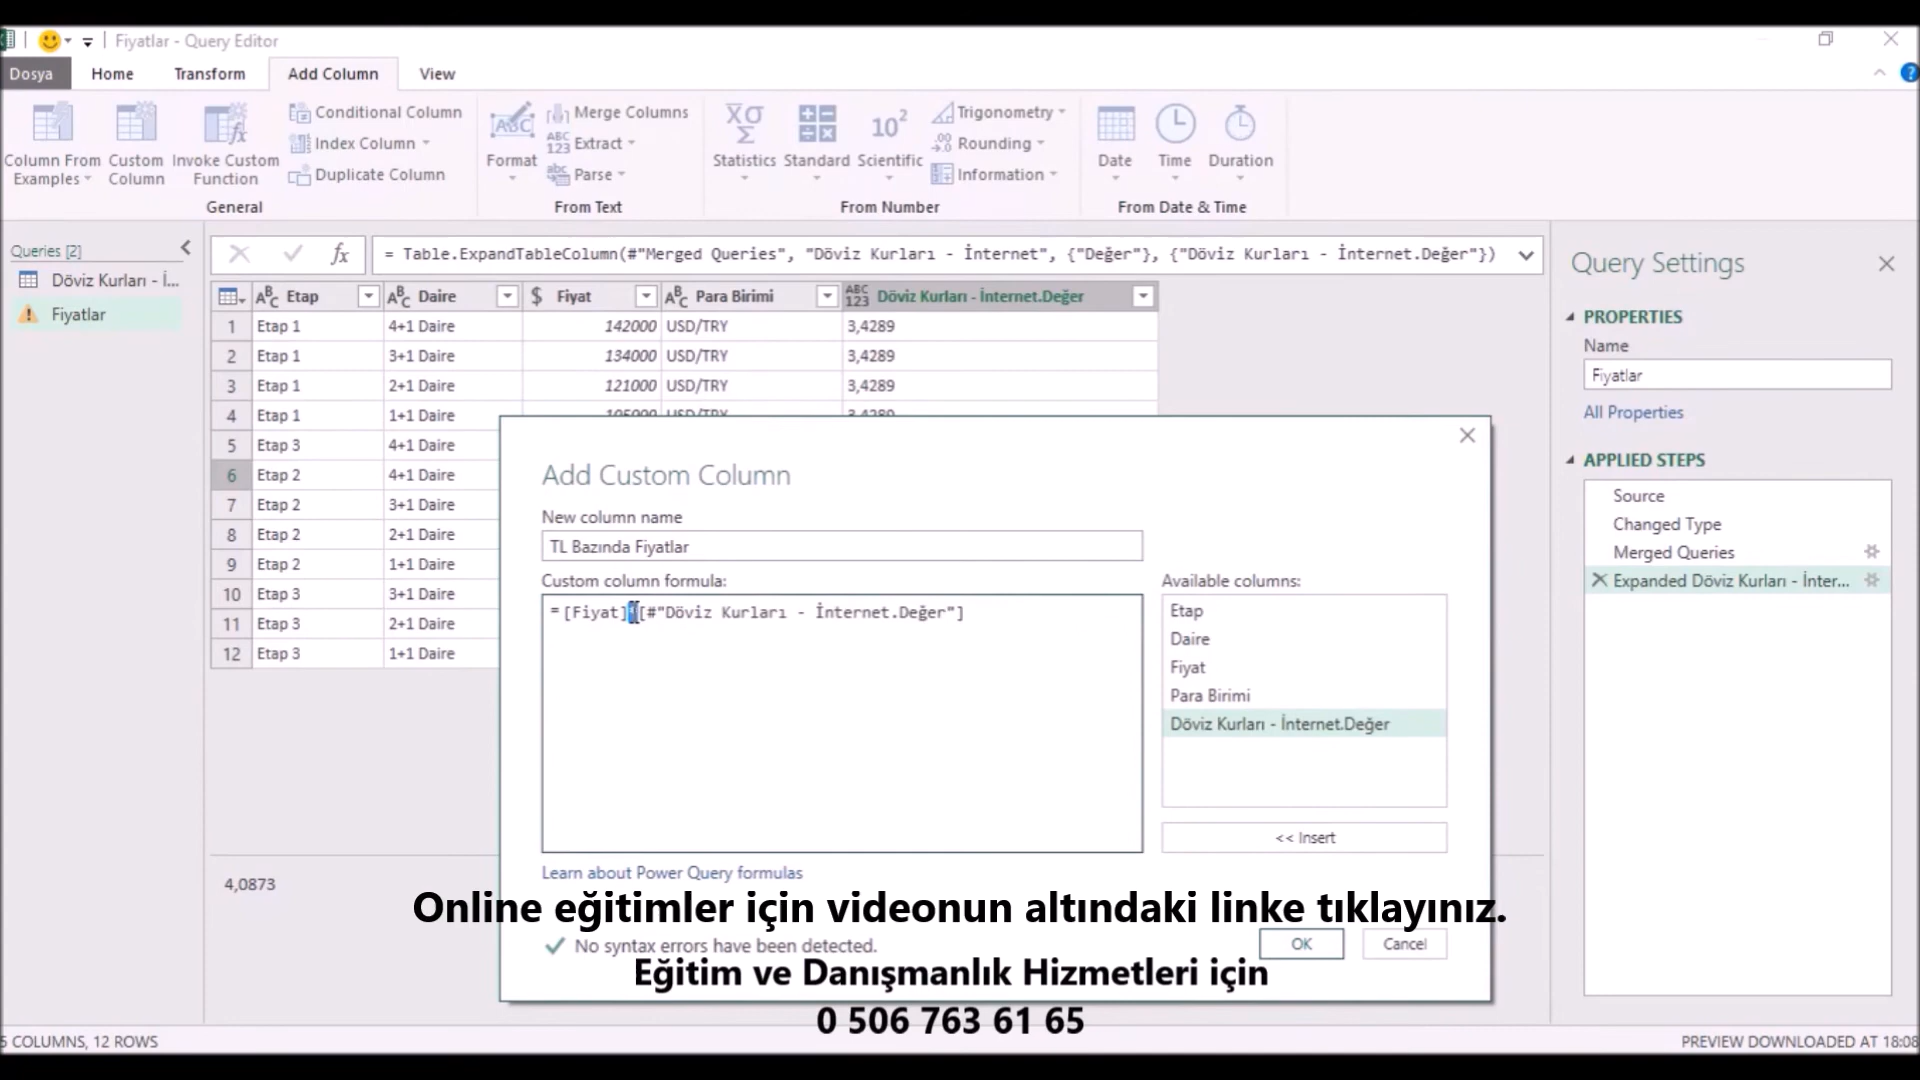 Fiyatlar - Query Editor
Dosya Home Transform Add Column View
Column From Examples
Custom Column
Invoke Custom Function
Conditional Column
Index Column
Duplicate Column
General
Format
Merge Columns
Extract
Parse
From Text
Statistics
Standard
Scientific
Trigonometry
Rounding
Information
From Number
Date
Time
Duration
From Date & Time
Queries [2]
Döviz Kurları - İ...
Fiyatlar
= Table.ExpandTableColumn(#"Merged Queries", "Döviz Kurları - İnternet", {"Değer"}, {"Döviz Kurları - İnternet.Değer"})
Etap Daire Fiyat Para Birimi Döviz Kurları - İnternet.Değer
1 Etap 1 4+1 Daire 142000 USD/TRY 3,4289
2 Etap 1 3+1 Daire 134000 USD/TRY 3,4289
3 Etap 1 2+1 Daire 121000 USD/TRY 3,4289
4 Etap 1 1+1 Daire
5 Etap 3 4+1 Daire
6 Etap 2 4+1 Daire
7 Etap 2 3+1 Daire
8 Etap 2 2+1 Daire
9 Etap 2 1+1 Daire
10 Etap 3 3+1 Daire
11 Etap 3 2+1 Daire
12 Etap 3 1+1 Daire
4,0873
Add Custom Column
New column name
TL Bazında Fiyatlar
Custom column formula:
=[Fiyat]*[#"Döviz Kurları - İnternet.Değer"]
Available columns:
Etap
Daire
Fiyat
Para Birimi
Döviz Kurları - İnternet.Değer
<< Insert
Learn about Power Query formulas
No syntax errors have been detected.
OK
Cancel
Query Settings
PROPERTIES
Name
Fiyatlar
All Properties
APPLIED STEPS
Source
Changed Type
Merged Queries
Expanded Döviz Kurları - İnter...
Online eğitimler için videonun altındaki linke tıklayınız.
Eğitim ve Danışmanlık Hizmetleri için
0 506 763 61 65
5 COLUMNS, 12 ROWS
PREVIEW DOWNLOADED AT 18:08